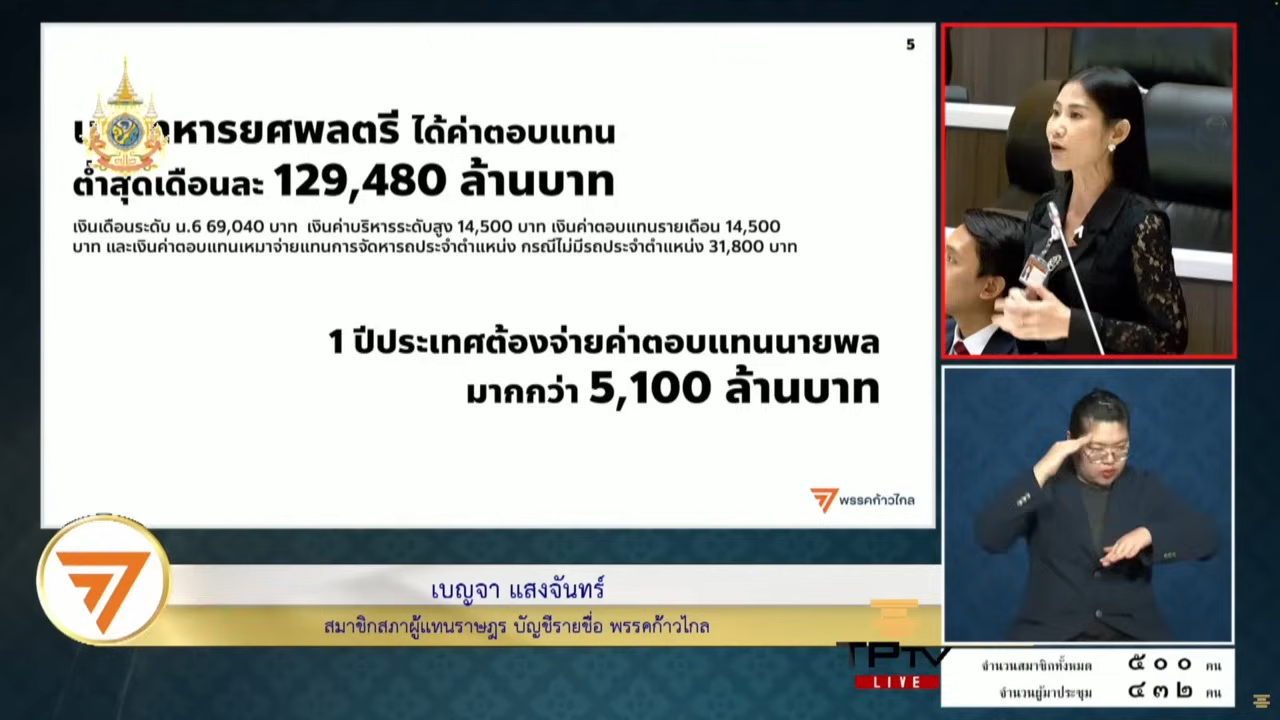 5
ทหารยศพลตรี ได้ค่าตอบแทน
ต่ำสุดเดือนละ 129,480 ล้านบาท
เงินเดือนระดับ น.6 69,040 บาท เงินค่าบริหารระดับสูง 14,500 บาท เงินค่าตอบแทนรายเดือน 14,500
บาท และเงินค่าตอบแทนเหมาจ่ายแทนการจัดหารถประจำตำแหน่ง กรณีไม่มีรถประจำตำแหน่ง 31,800 บาท
1 ปีประเทศต้องจ่ายค่าตอบแทนนายพล
มากกว่า 5,100 ล้านบาท
พรรคก้าวไกล
เบญจา แสงจันทร์
สมาชิกสภาผู้แทนราษฎร บัญชีรายชื่อ พรรคก้าวไกล
TPTV
LIVE
จำนวนสมาชิกทั้งหมด ๕๐๐ คน
จำนวนผู้มาประชุม ๔๓๒ คน